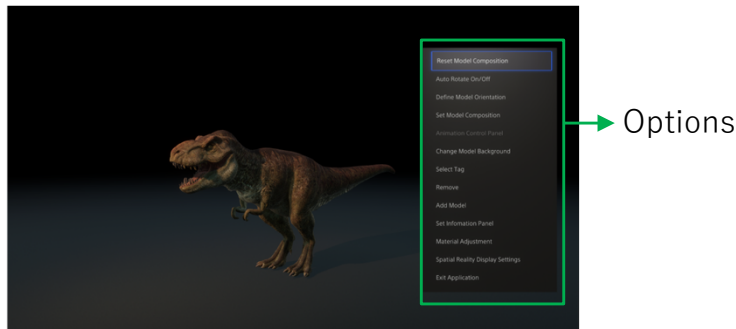 Reset Model Composition
Auto Rotate On/Off
Define Model Orientation
Set Model Composition
Animation Control Panel
Change Model Background
Select Tag
Remove
Add Model
Set Infomation Panel
Material Adjustment
Spatial Reality Display Settings
Exit Application
Options